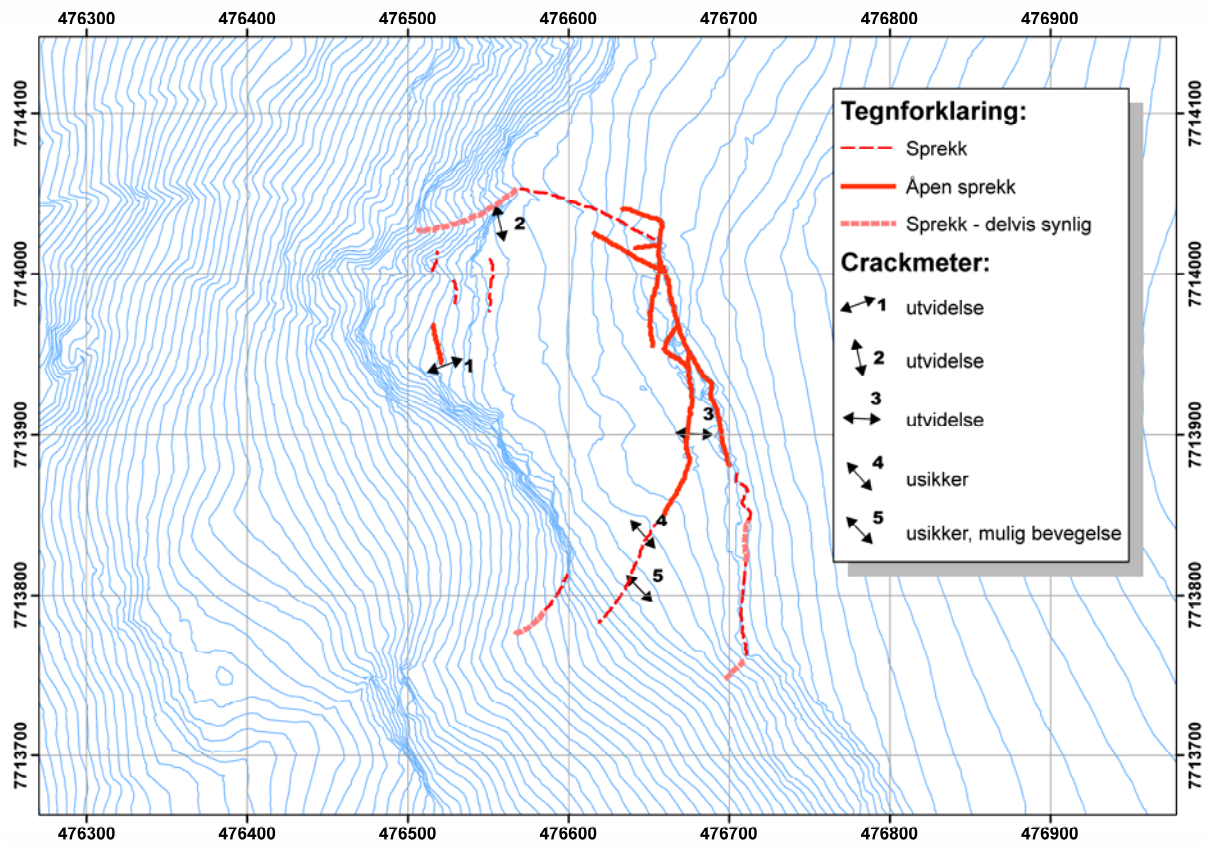 476300 476400 476500 476600 476700 476800 476900
7714100
7714000
7713900
7713800
7713700
2
1
3
4
5
Tegnforklaring:
Sprekk
Åpen sprekk
Sprekk - delvis synlig
Crackmeter:
1 utvidelse
2 utvidelse
3 utvidelse
4 usikker
5 usikker, mulig bevegelse
7714100
7714000
7713900
7713800
7713700
476300 476400 476500 476600 476700 476800 476900